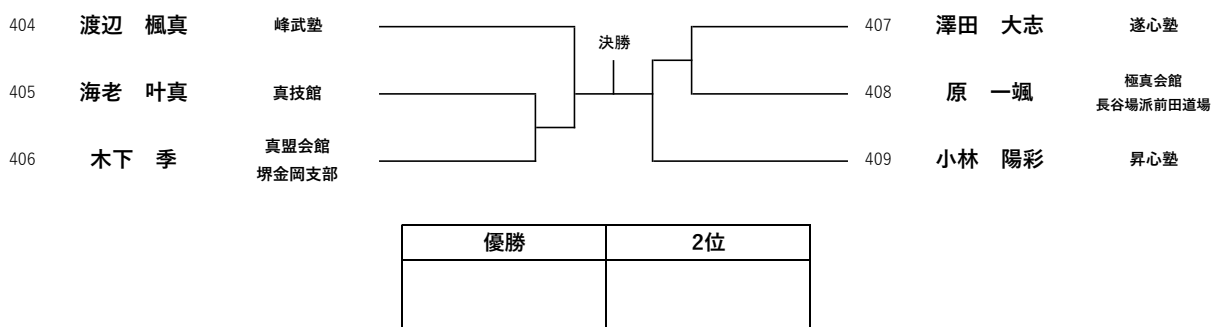 404 渡辺　楓真 峰武塾
405 海老　叶真 真技館
406 木下　季 真盟会館
堺金岡支部
決勝
407 澤田　大志 遂心塾
408 原　一颯 極真会館
長谷場派前田道場
409 小林　陽彩 昇心塾
優勝 2位